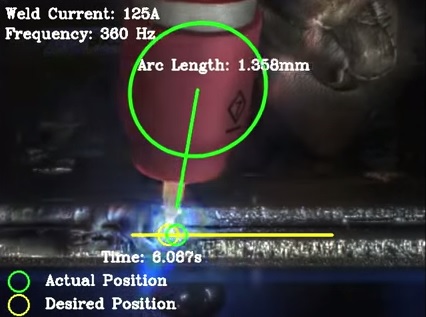 Weld Current: 125A
Frequency: 360 Hz
Arc Length: 1.358mm
Time: 6.067s
Actual Position
Desired Position